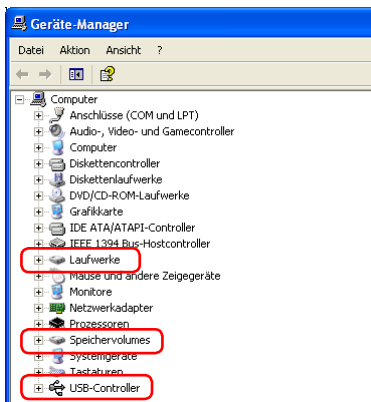 Geräte-Manager
Datei Aktion Ansicht ?
Computer
Anschlüsse (COM und LPT)
Audio-, Video- und Gamecontroller
Computer
Diskettencontroller
Diskettenlaufwerke
DVD/CD-ROM-Laufwerke
Grafikkarte
IDE ATA/ATAPI-Controller
IEEE 1394 Bus-Hostcontroller
Laufwerke
Mäuse und andere Zeigegeräte
Monitore
Netzwerkadapter
Prozessoren
Speichervolumes
Systemgeräte
Tastaturen
USB-Controller